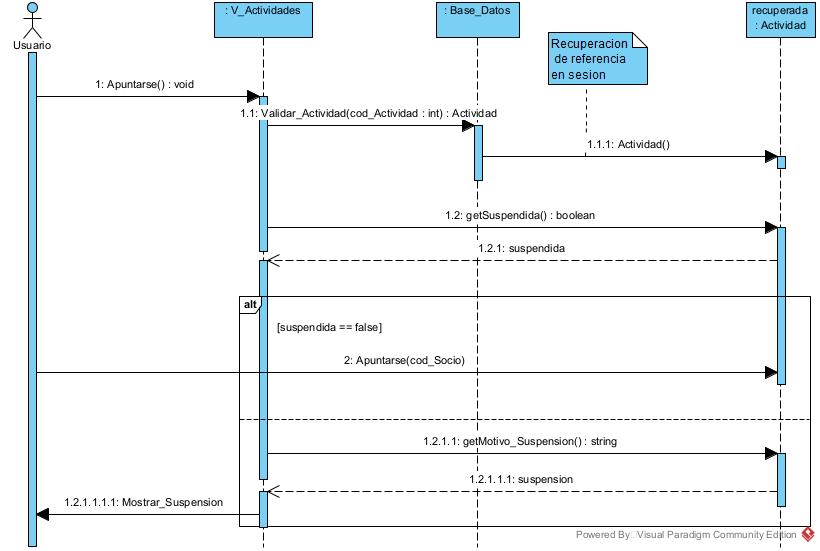 : V_Actividades
: Base_Datos
recuperada
: Actividad
Usuario
Recuperacion
de referencia
en sesion
1: Apuntarse() : void
1.1: Validar_Actividad(cod_Actividad : int) : Actividad
1.1.1: Actividad()
1.2: getSuspendida() : boolean
1.2.1: suspendida
alt
[suspendida == false]
2: Apuntarse(cod_Socio)
1.2.1.1: getMotivo_Suspension() : string
1.2.1.1.1: suspension
1.2.1.1.1.1: Mostrar_Suspension
Powered By Visual Paradigm Community Edition